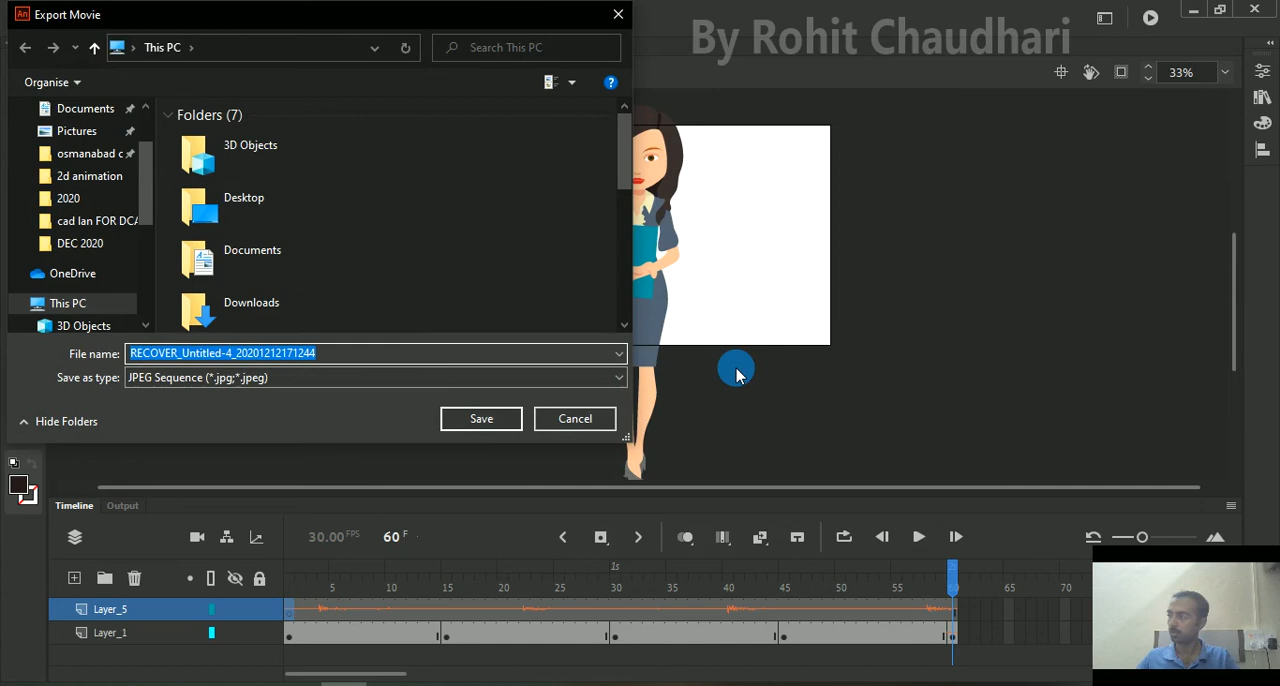 An Export Movie
By Rohit Chaudhari
This PC
Search This PC
Organise
33%
Documents
Pictures
osmanabad c
2d animation
2020
cad lan FOR DCA
DEC 2020
OneDrive
This PC
3D Objects
Folders (7)
3D Objects
Desktop
Documents
Downloads
File name: RECOVER_Untitled-4_20201212171244
Save as type: JPEG Sequence (*.jpg;*.jpeg)
Hide Folders
Save
Cancel
Timeline
Output
30.00 FPS
60 F
1s
5 10 15 20 25 30 35 40 45 50 55 65 70
Layer_5
Layer_1